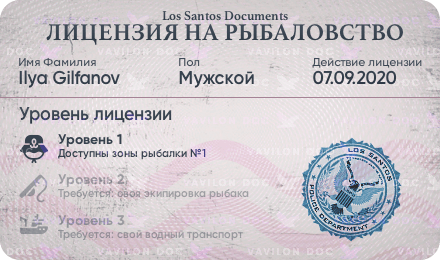 Los Santos Documents
ЛИЦЕНЗИЯ НА РЫБАЛОВСТВО
Имя Фамилия Пол Действие лицензии
Ilya Gilfanov Мужской 07.09.2020
Уровень лицензии
Уровень 1
Доступны зоны рыбалки №1
Уровень 2
Требуется: своя экипировка рыбака
Уровень 3
Требуется: свой водный транспорт
LOS SANTOS
POLICE DEPARTMENT
VAVILON DOC